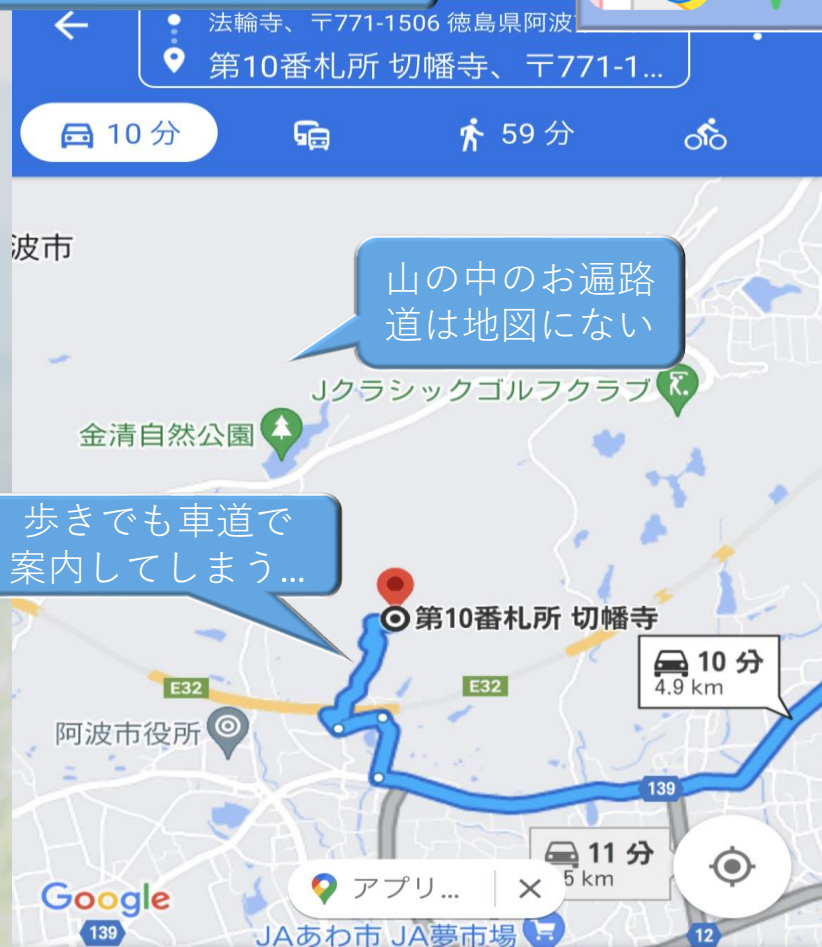 法輪寺、〒771-1506 徳島県阿波
第10番札所 切幡寺、〒771-1...
10 分
59 分
波市
山の中のお遍路
道は地図にない
Jクラシックゴルフクラブ
金清自然公園
歩きでも車道で
案内してしまう...
第10番札所 切幡寺
10 分
4.9 km
E32
E32
阿波市役所
139
11 分
5 km
アプリ...
Google
139
JAあわ市 JA夢市場
12